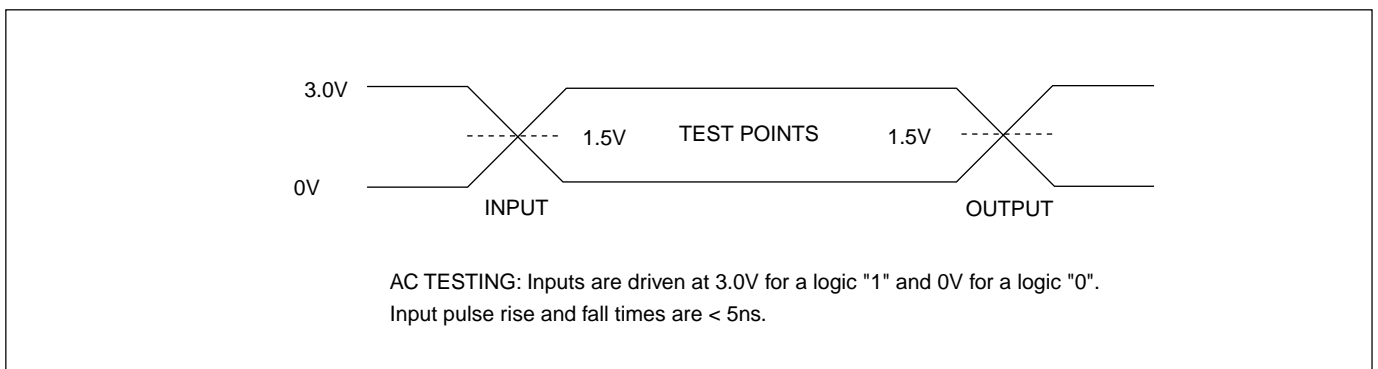 3.0V
1.5V TEST POINTS 1.5V
0V
INPUT OUTPUT
AC TESTING: Inputs are driven at 3.0V for a logic "1" and 0V for a logic "0".
Input pulse rise and fall times are < 5ns.